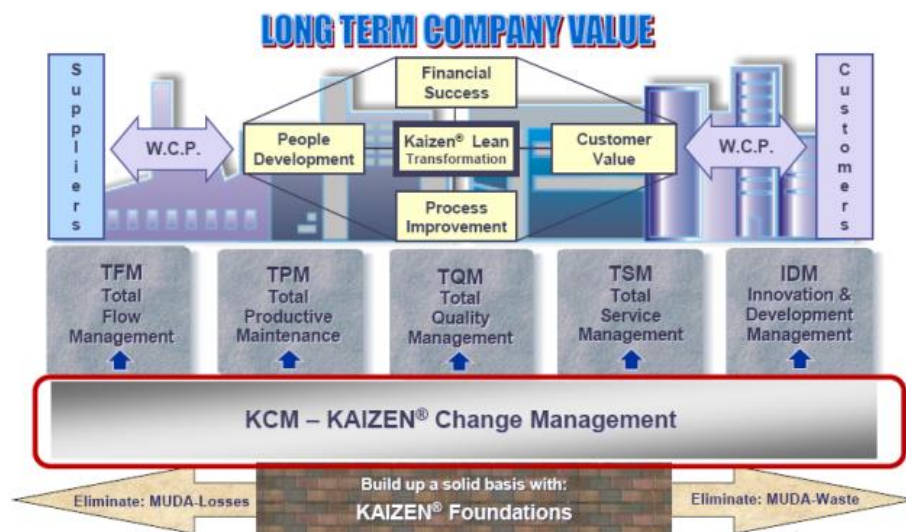 LONG TERM COMPANY VALUE
Suppliers
W.C.P.
Financial
Success
People
Development
Kaizen® Lean
Transformation
Customer
Value
Process
Improvement
W.C.P.
Customers
TFM
Total
Flow
Management
TPM
Total
Productive
Maintenance
TQM
Total
Quality
Management
TSM
Total
Service
Management
IDM
Innovation &
Development
Management
KCM – KAIZEN® Change Management
Eliminate: MUDA-Losses
Build up a solid basis with:
KAIZEN® Foundations
Eliminate: MUDA-Waste